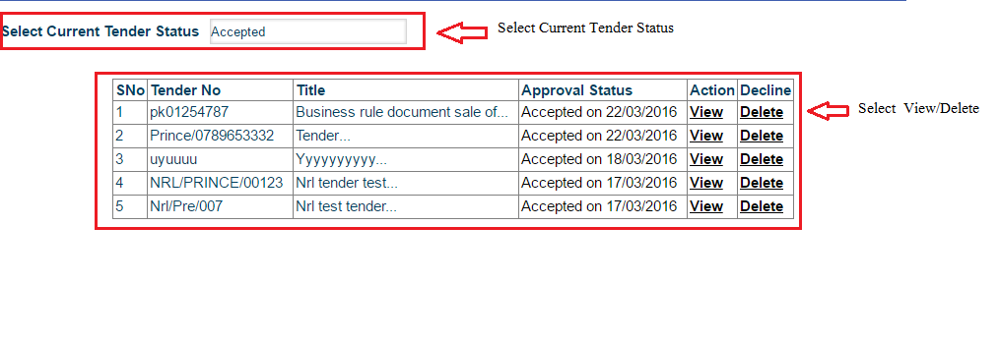 Select Current Tender Status Accepted Select Current Tender Status
SNo Tender No Title Approval Status Action Decline
1 pk01254787 Business rule document sale of... Accepted on 22/03/2016 View Delete Select View/Delete
2 Prince/0789653332 Tender... Accepted on 22/03/2016 View Delete
3 uyuuuu Yyyyyyyyyy... Accepted on 18/03/2016 View Delete
4 NRL/PRINCE/00123 Nrl tender test... Accepted on 17/03/2016 View Delete
5 Nrl/Pre/007 Nrl test tender... Accepted on 17/03/2016 View Delete